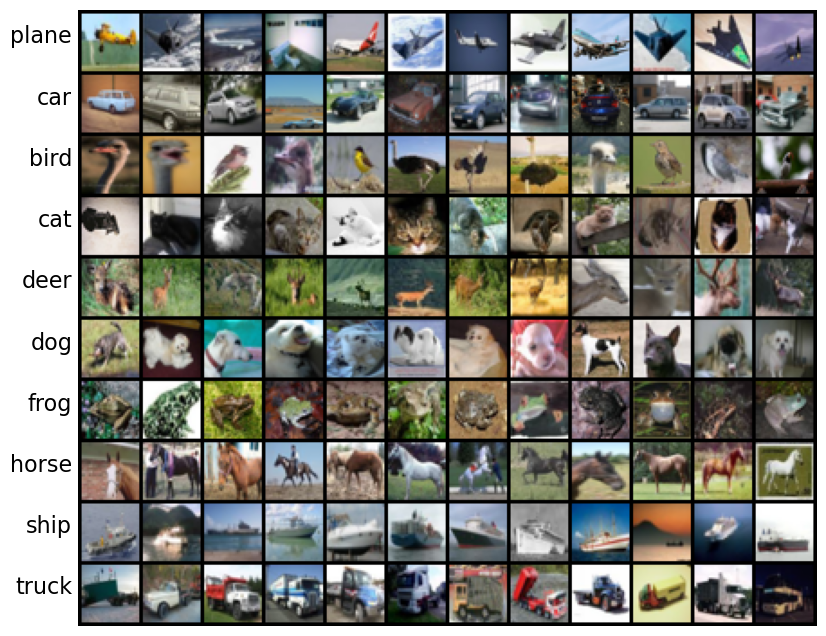 plane
car
bird
cat
deer
dog
frog
horse
ship
truck